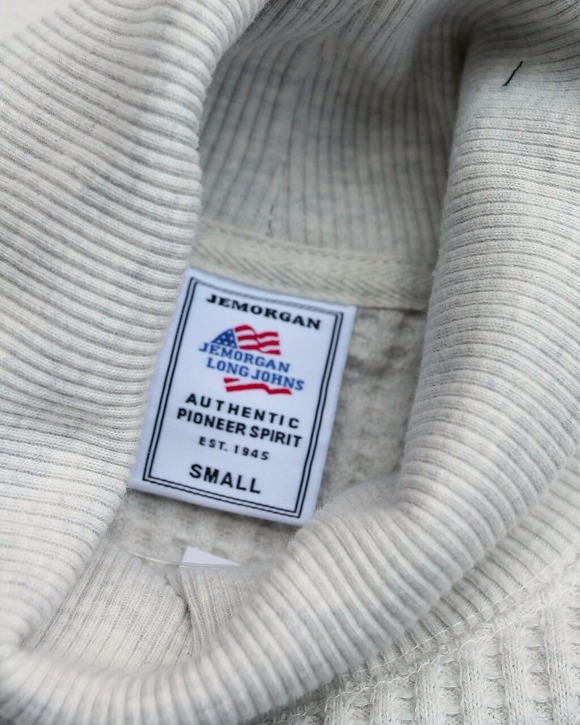 JEMORGAN
JEMORGAN
LONG JOHNS
AUTHENTIC
PIONEER SPIRIT
EST. 1945
SMALL